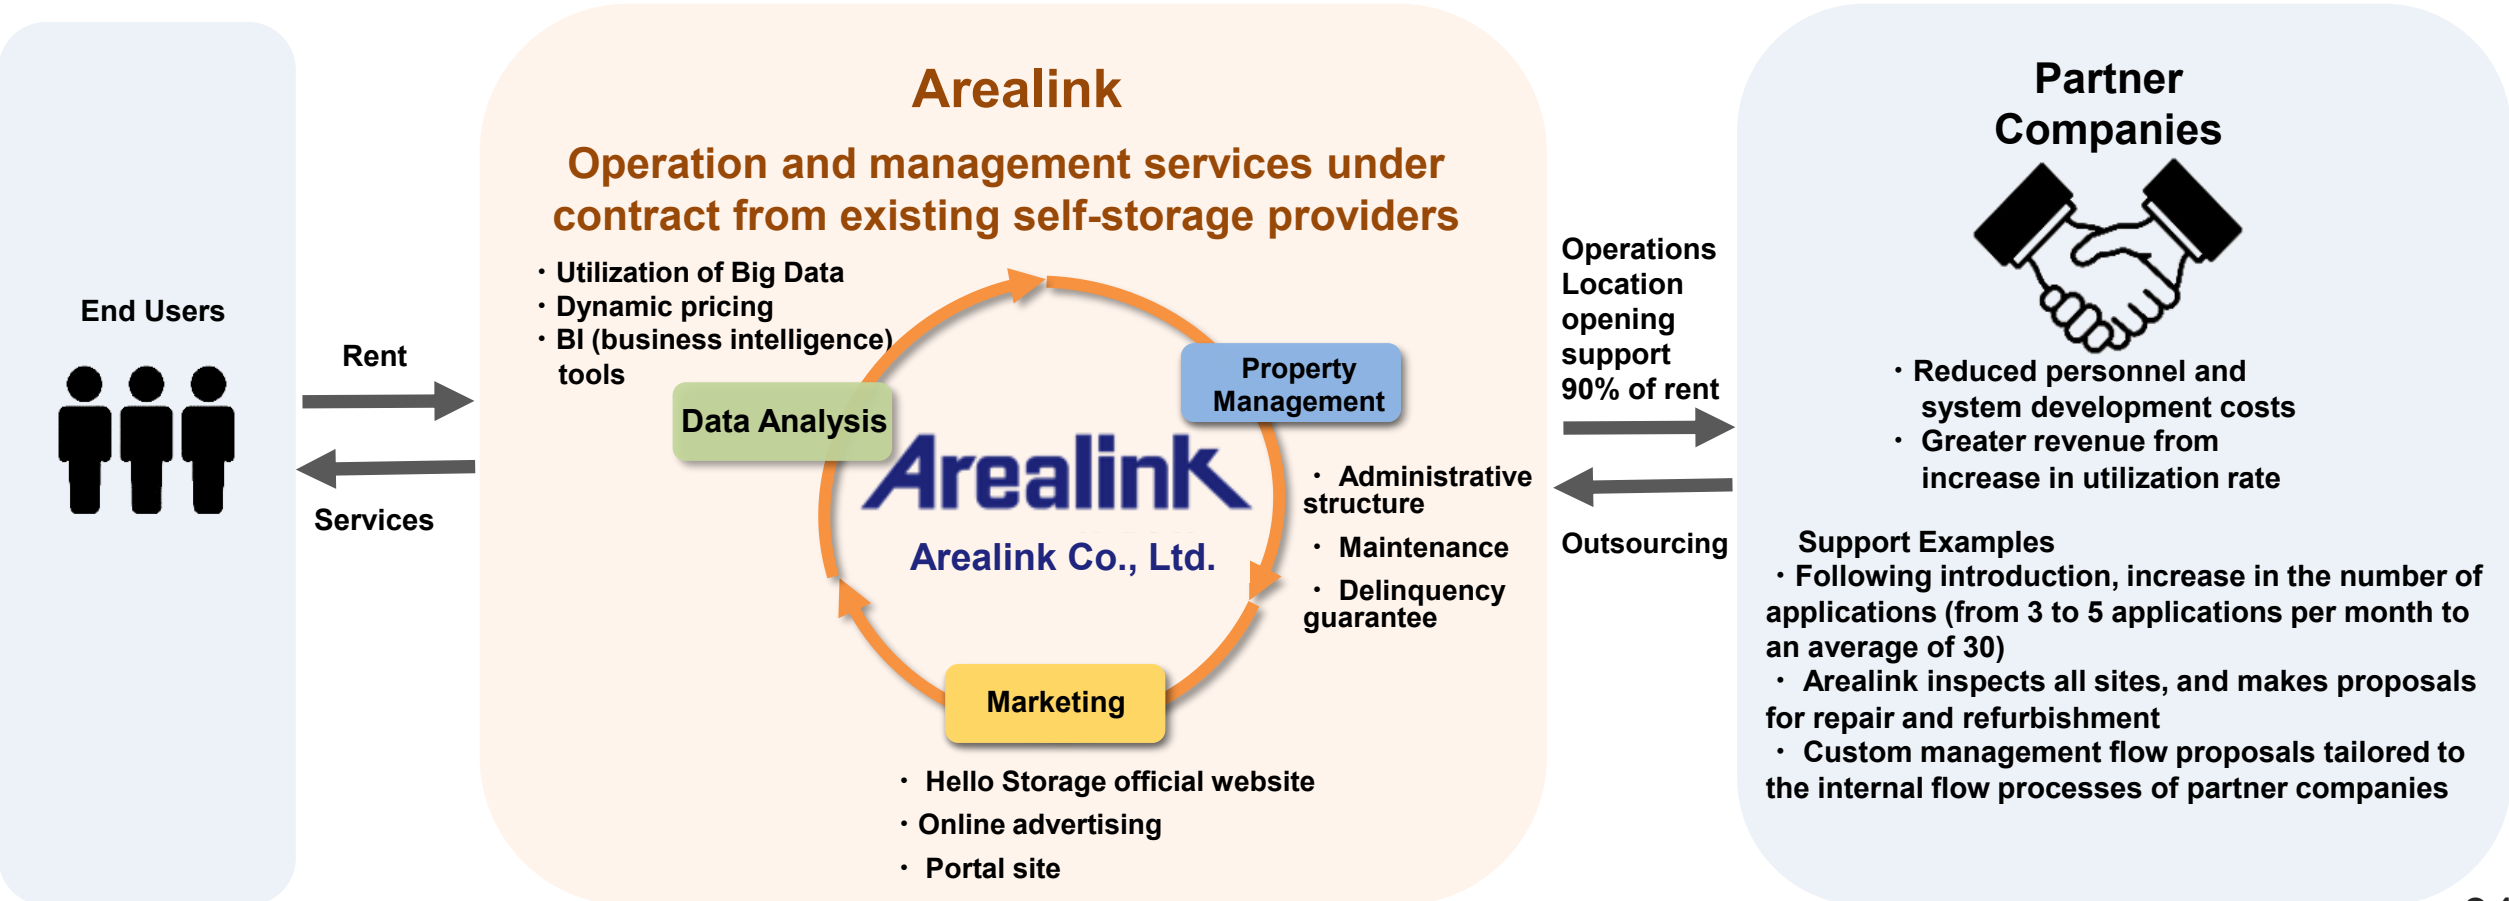 End Users
Rent
Services
Arealink
Operation and management services under
contract from existing self-storage providers
・Utilization of Big Data
・Dynamic pricing
・BI (business intelligence)
tools
Data Analysis
Property
Management
Arealink
Arealink Co., Ltd.
・ Administrative
structure
・ Maintenance
・ Delinquency
guarantee
Marketing
・ Hello Storage official website
・Online advertising
・ Portal site
Operations
Location
opening
support
90% of rent
Outsourcing
Partner
Companies
・Reduced personnel and
system development costs
・ Greater revenue from
increase in utilization rate
Support Examples
・Following introduction, increase in the number of
applications (from 3 to 5 applications per month to
an average of 30)
・ Arealink inspects all sites, and makes proposals
for repair and refurbishment
・ Custom management flow proposals tailored to
the internal flow processes of partner companies